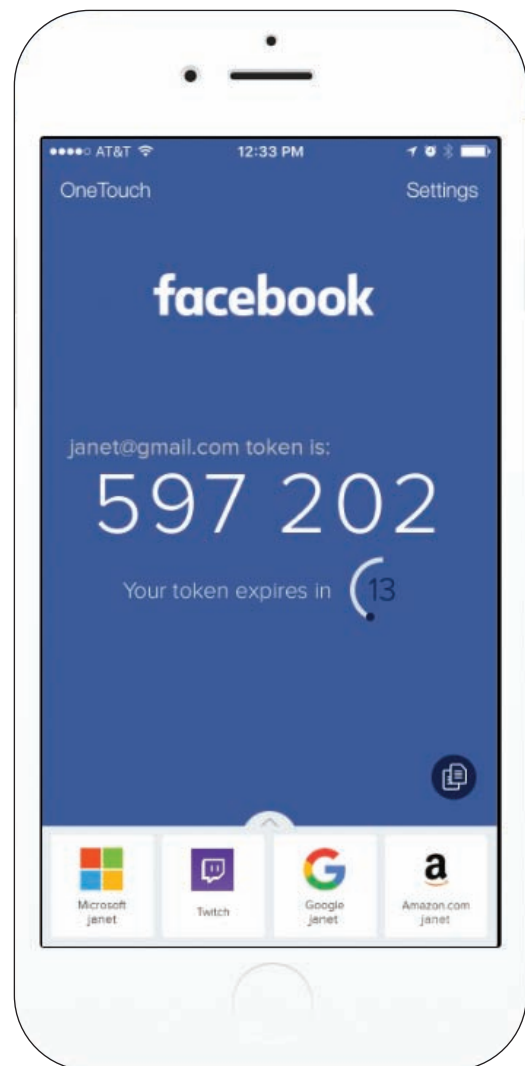 AT&T 12:33 PM
OneTouch Settings
facebook
janet@gmail.com token is:
597 202
Your token expires in 13
Microsoft Twitch Google a Amazon.com
janet janet janet